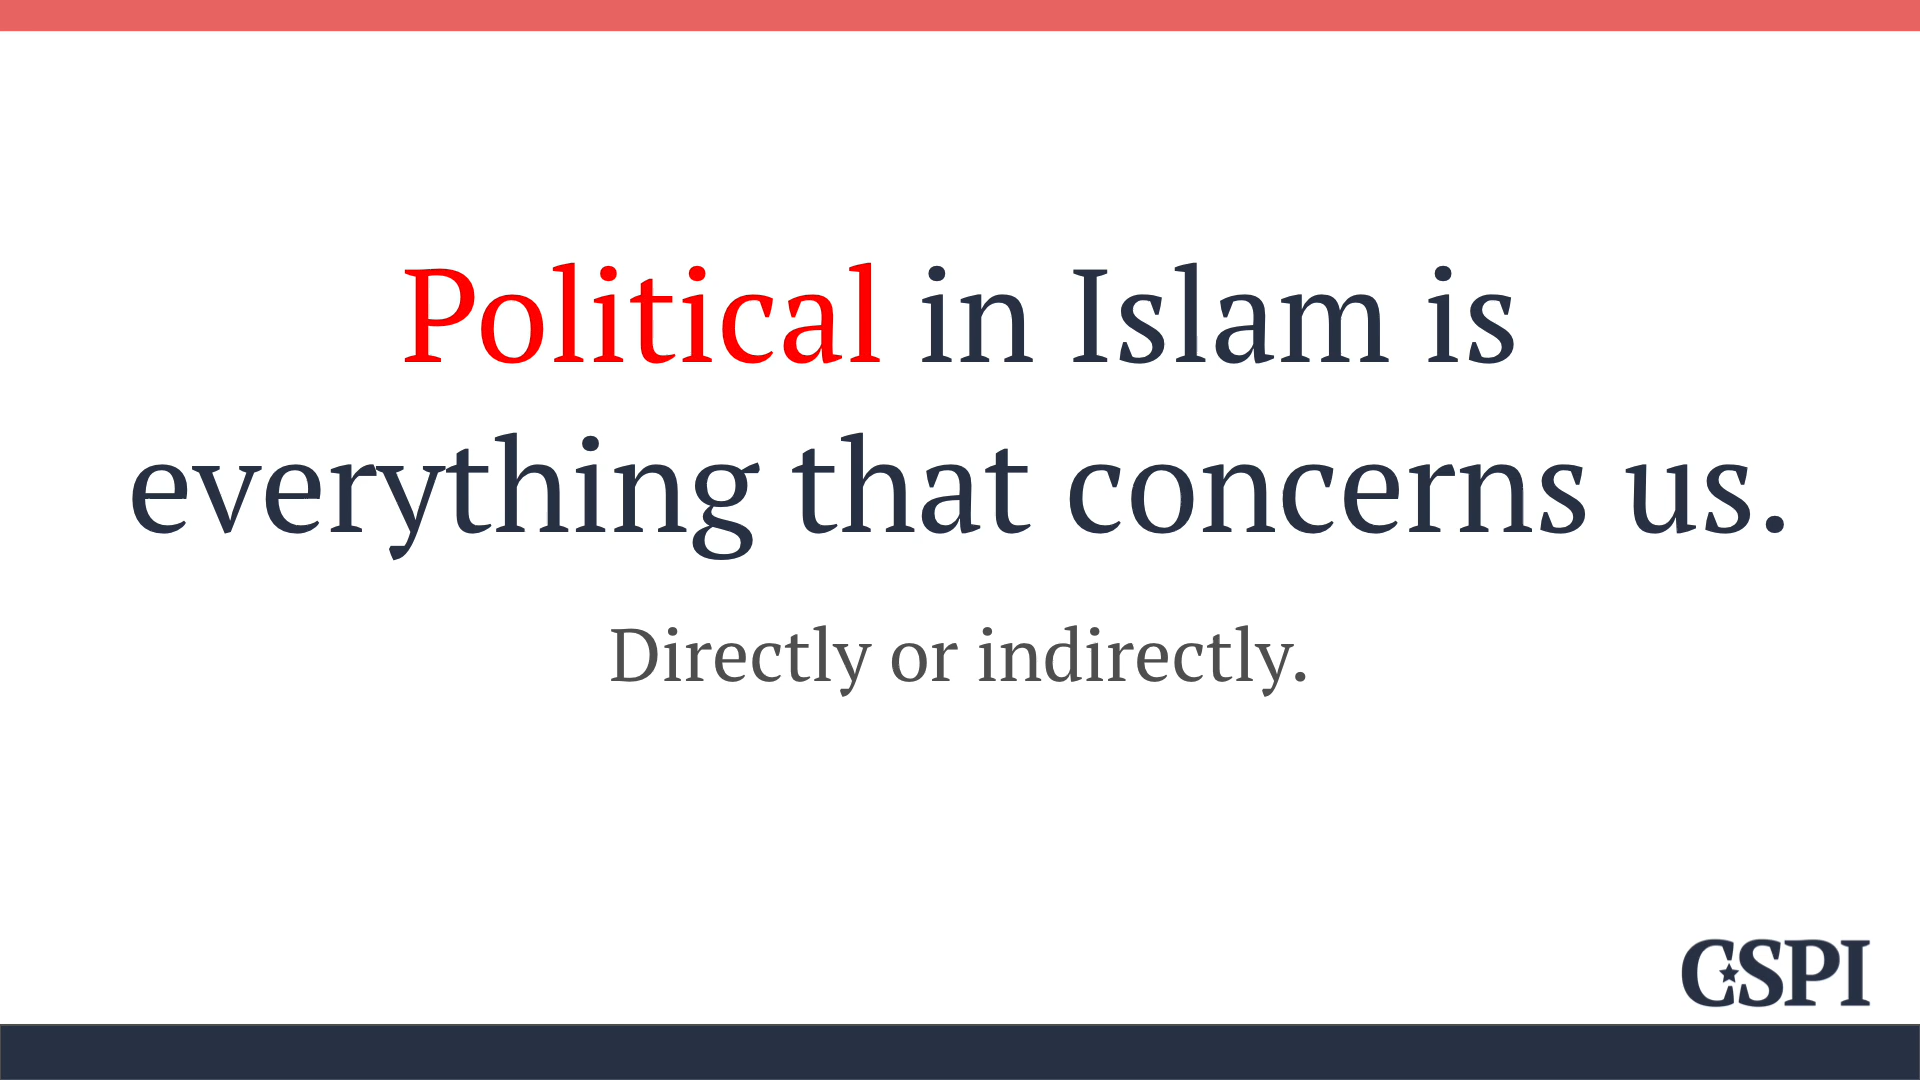 Political in Islam is
everything that concerns us.
Directly or indirectly.
CSPI